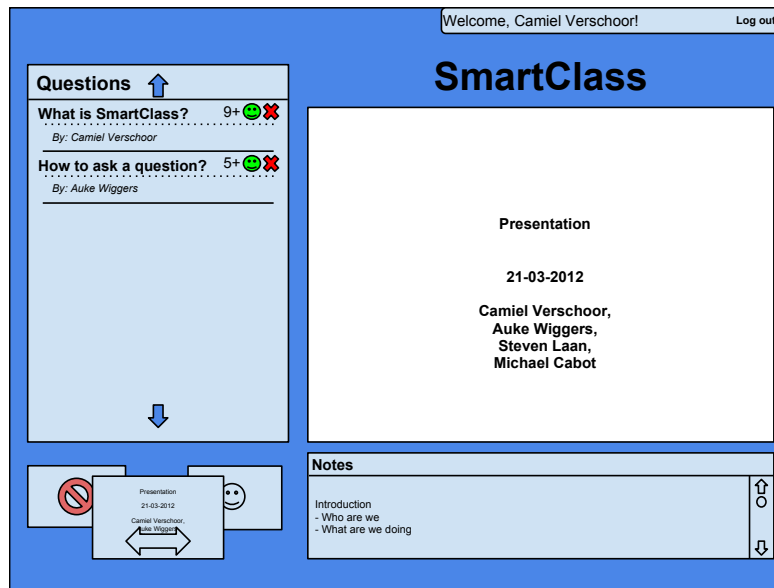 Welcome, Camiel Verschoor!
Log out
SmartClass
Questions
What is SmartClass? 9+
By: Camiel Verschoor
How to ask a question? 5+
By: Auke Wiggers
Presentation
21-03-2012
Camiel Verschoor,
Auke Wiggers,
Steven Laan,
Michael Cabot
Presentation
21-03-2012
Camiel Verschoor,
Auke Wiggers
Notes
Introduction
- Who are we
- What are we doing